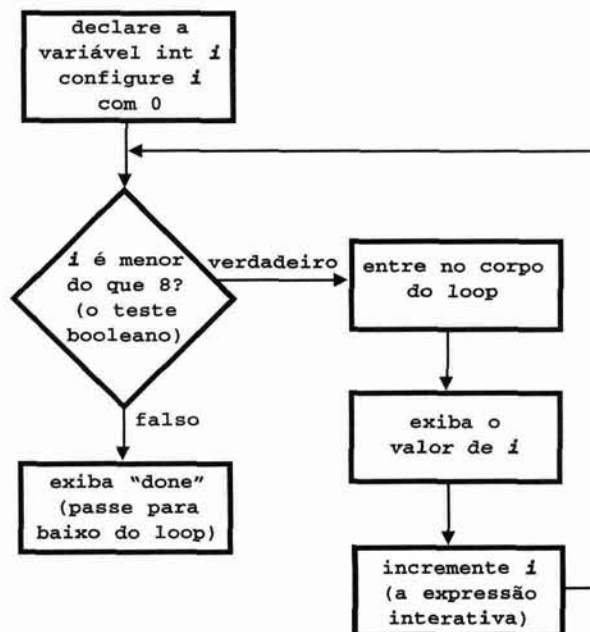 declare a
variável int i
configure i
com 0
i é menor
do que 8?
(o teste
booleano)
verdadeiro
entre no corpo
do loop
falso
exiba o
valor de i
exiba "done"
(passe para
baixo do loop)
incremente i
(a expressão
interativa)